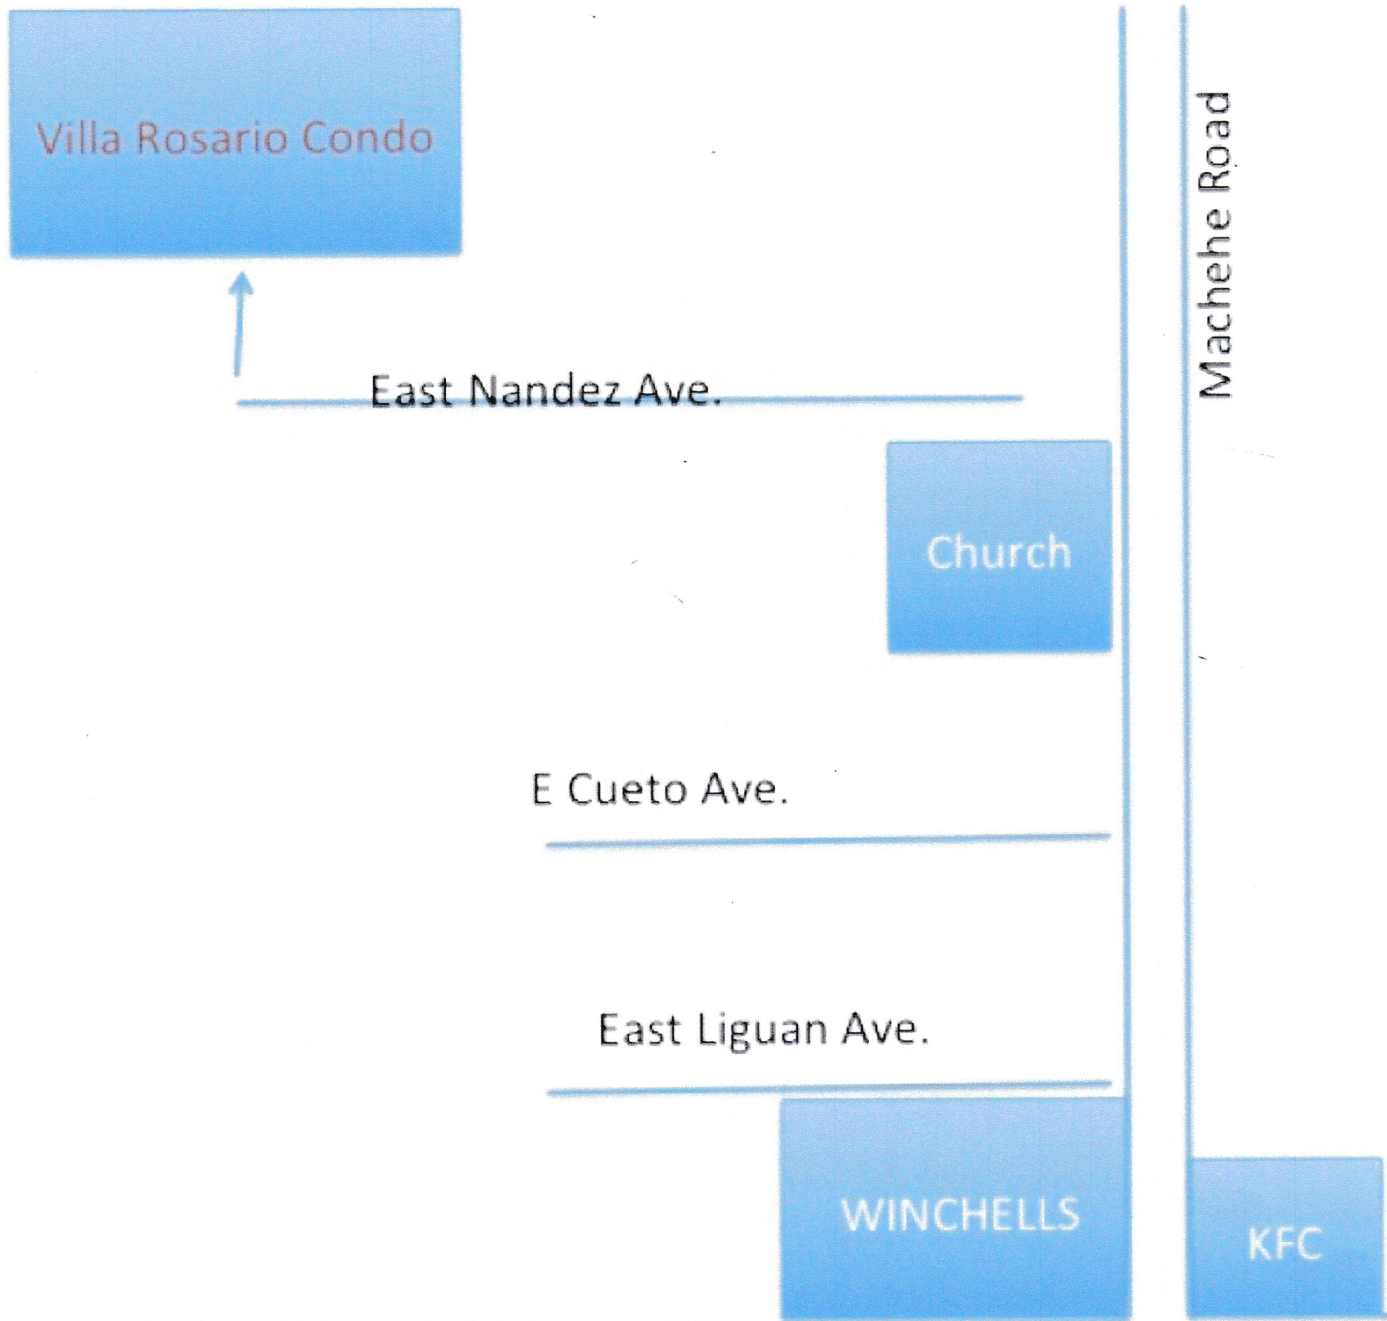 Villa Rosario Condo
Machehe Road
East Nandez Ave.
Church
E Cueto Ave.
East Liguan Ave.
WINCHELLS
KFC